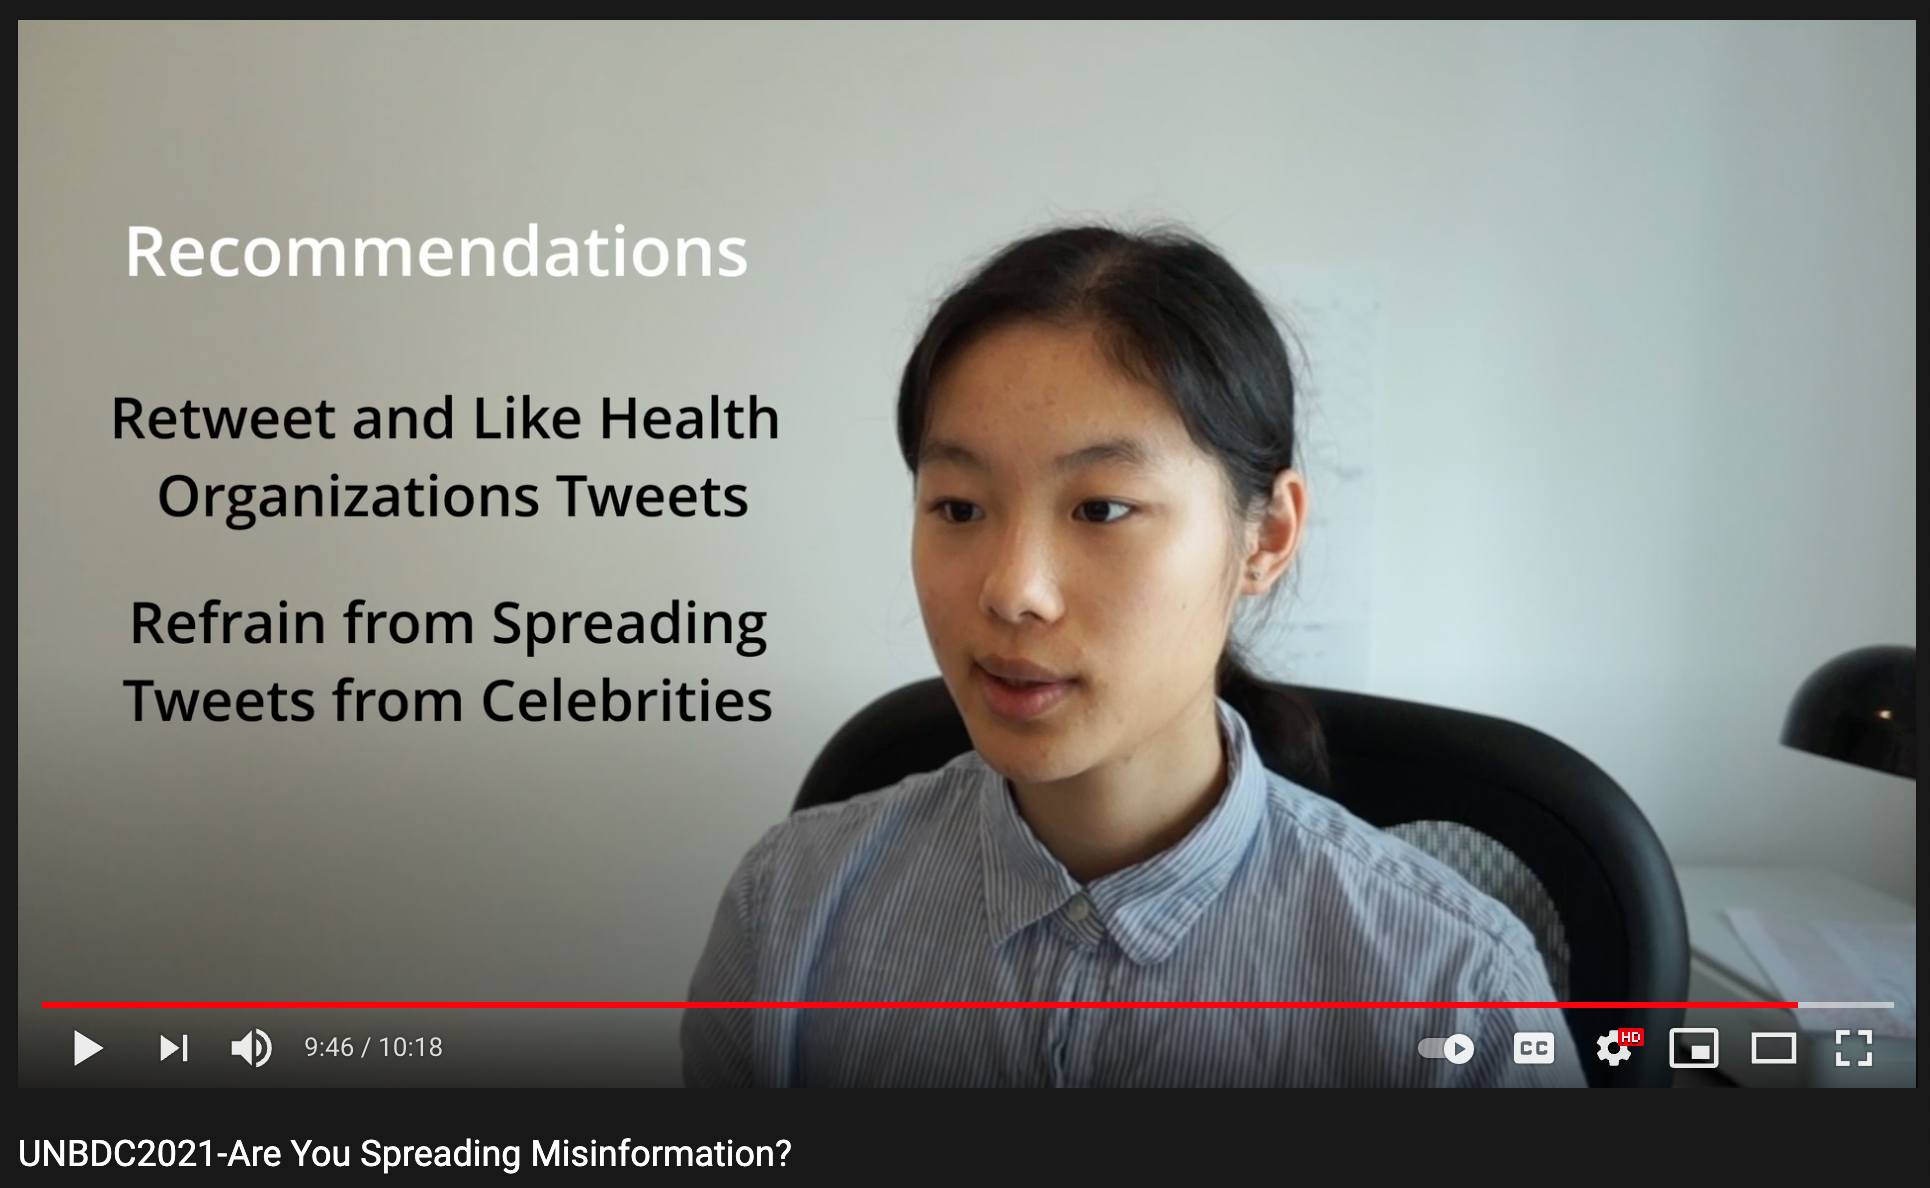 Recommendations
Retweet and Like Health
Organizations Tweets
Refrain from Spreading
Tweets from Celebrities
9:46 / 10:18
CC
HD
UNBDC2021-Are You Spreading Misinformation?